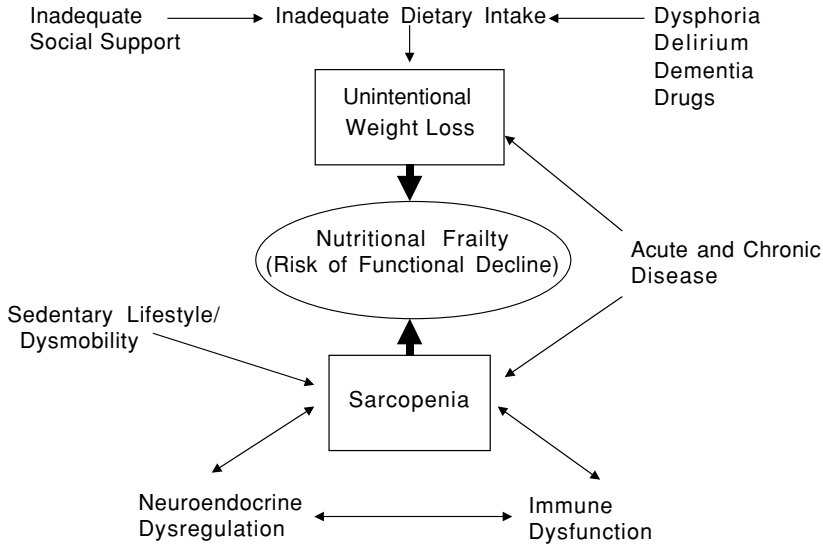 Inadequate
Social Support
Inadequate Dietary Intake
Dysphoria
Delirium
Dementia
Drugs
Unintentional
Weight Loss
Nutritional Frailty
(Risk of Functional Decline)
Acute and Chronic
Disease
Sedentary Lifestyle/
Dysmobility
Sarcopenia
Neuroendocrine
Dysregulation
Immune
Dysfunction